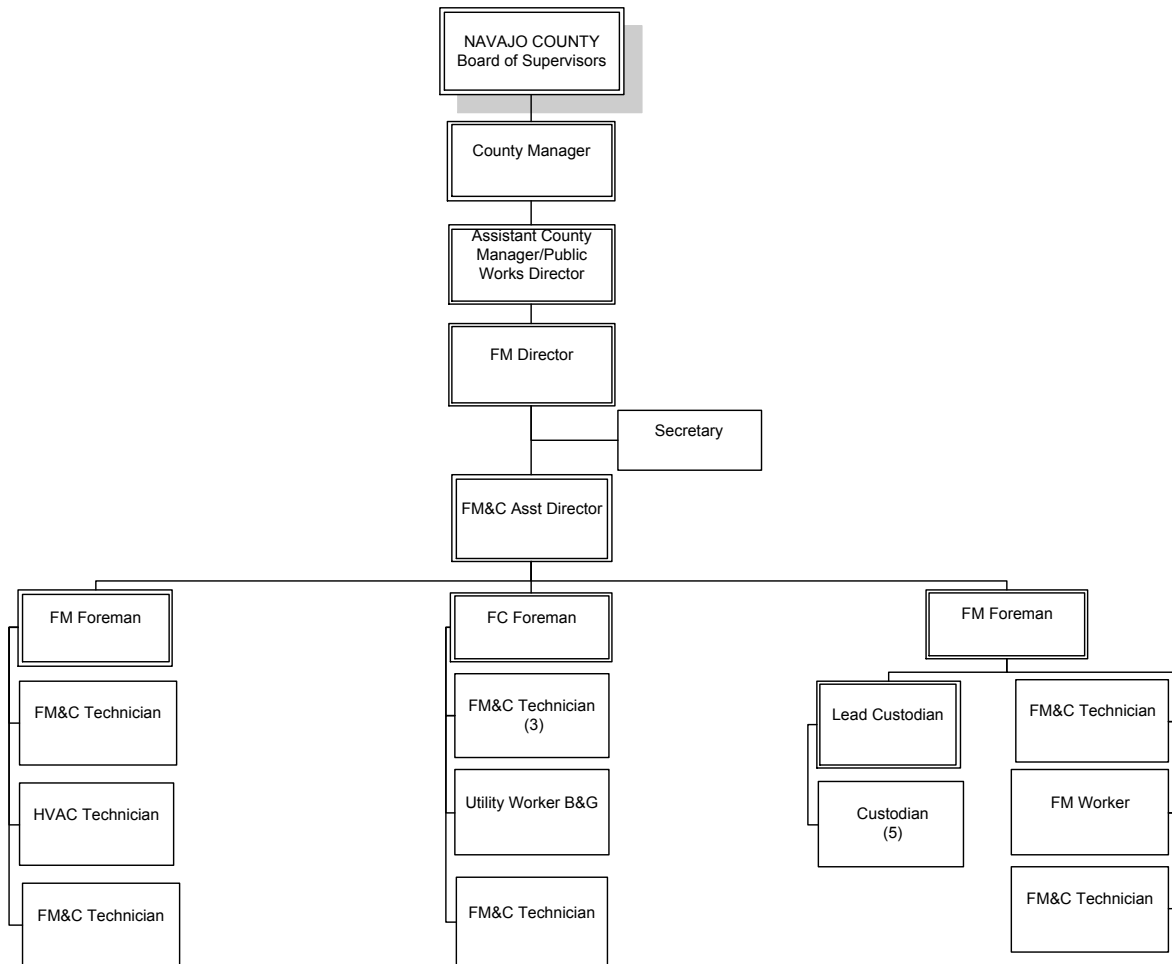 NAVAJO COUNTY
Board of Supervisors
County Manager
Assistant County
Manager/Public
Works Director
FM Director
Secretary
FM&C Asst Director
FM Foreman
FM&C Technician
HVAC Technician
FM&C Technician
FC Foreman
FM&C Technician
(3)
Utility Worker B&G
FM&C Technician
FM Foreman
Lead Custodian
Custodian
(5)
FM&C Technician
FM Worker
FM&C Technician